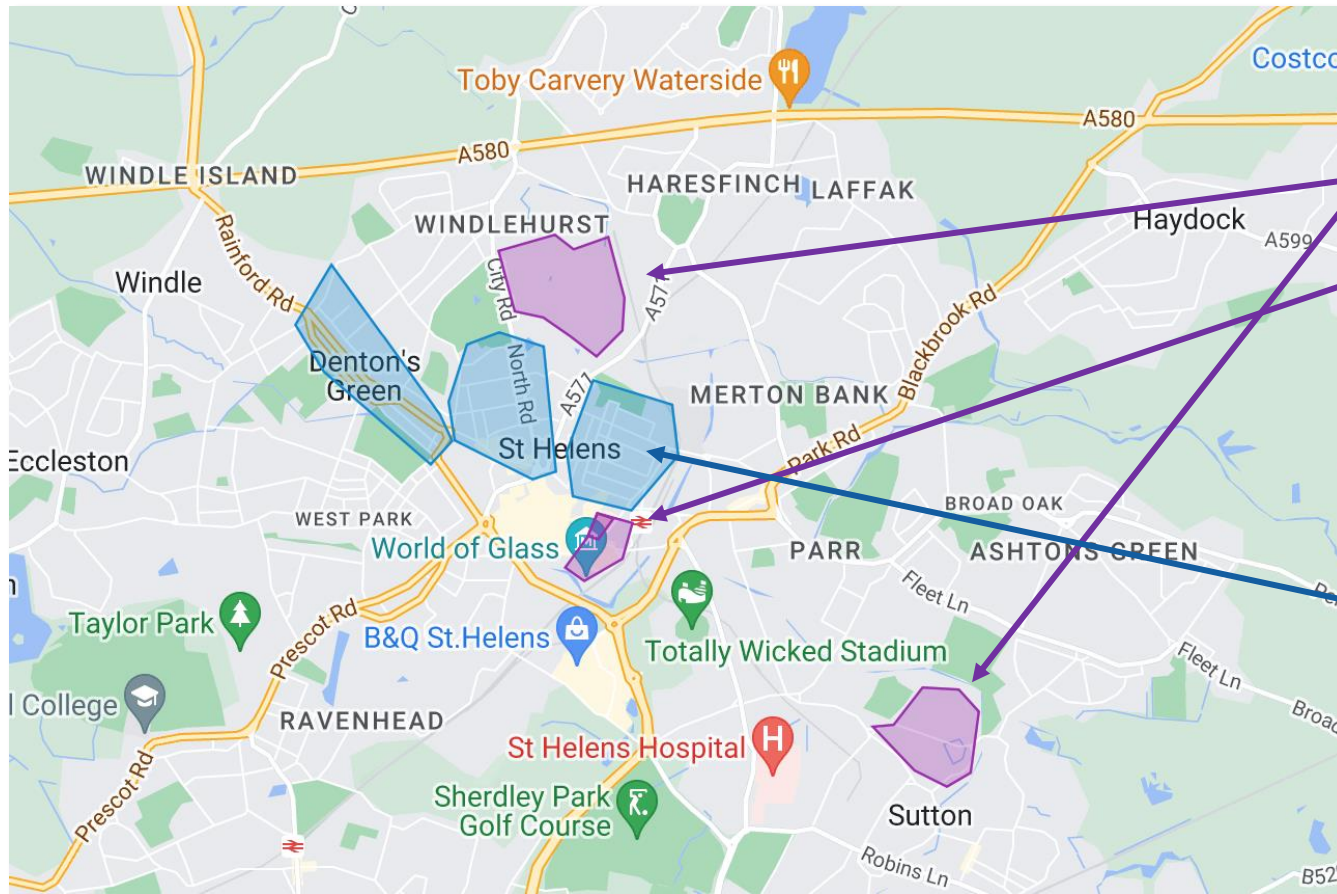 Toby Carvery Waterside
Costco
A580
A580
WINDLE ISLAND
HARESFINCH
LAFFAK
WINDLEHURST
Haydock
A599
Rainford Rd
City Rd
Windle
A571
Blackbrook Rd
Denton's
Green
North Rd
A571
MERTON BANK
St Helens
Eccleston
Park Rd
BROAD OAK
WEST PARK
World of Glass
PARR
ASHTONS GREEN
Fleet Ln
Taylor Park
Prescot Rd
B&Q St.Helens
Totally Wicked Stadium
Fleet Ln
Broad
College
RAVENHEAD
St Helens Hospital
H
Prescot Rd
Sherdley Park
Golf Course
Sutton
Robins Ln
B52